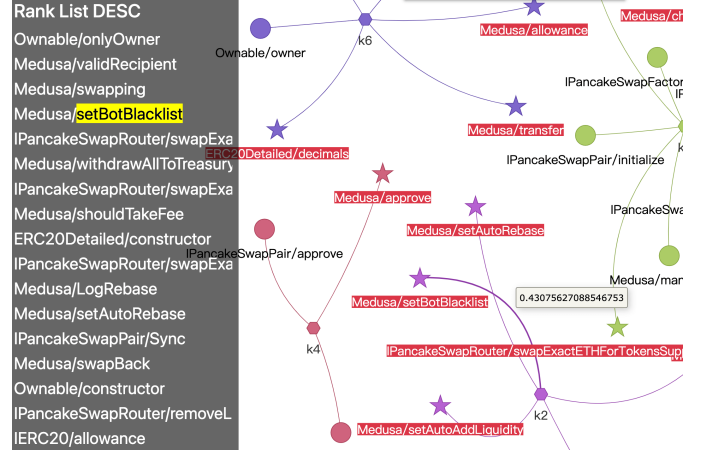 Rank List DESC
Ownable/onlyOwner
Medusa/validRecipient
Medusa/swapping
Medusa/setBotBlacklist
IPancakeSwapRouter/swapExa
Medusa/withdrawAllToTreasury
IPancakeSwapRouter/swapExa
Medusa/shouldTakeFee
ERC20Detailed/constructor
IPancakeSwapRouter/swapExa
Medusa/LogRebase
Medusa/setAutoRebase
IPancakeSwapPair/Sync
Medusa/swapBack
Ownable/constructor
IPancakeSwapRouter/removeL
IERC20/allowance
Medusa/ch
Medusa/allowance
k6
Ownable/owner
IPancakeSwapFactor
Medusa/transfer
ERC20Detailed/decimals
IPancakeSwapPair/initialize
k
Medusa/approve
IPancakeSwa
Medusa/setAutoRebase
IPancakeSwapPair/approve
Medusa/man
Medusa/setBotBlacklist
0.43075627088546753
k4
IPancakeSwapRouter/swapExactETHForTokensSup
k2
Medusa/setAutoAddLiquidity